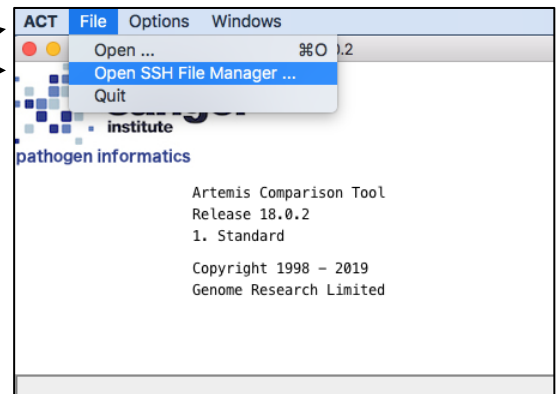 ACT File Options Windows
Open ... ⌘O 0.2
Open SSH File Manager ...
Quit
institute
pathogen informatics
Artemis Comparison Tool
Release 18.0.2
1. Standard
Copyright 1998 – 2019
Genome Research Limited